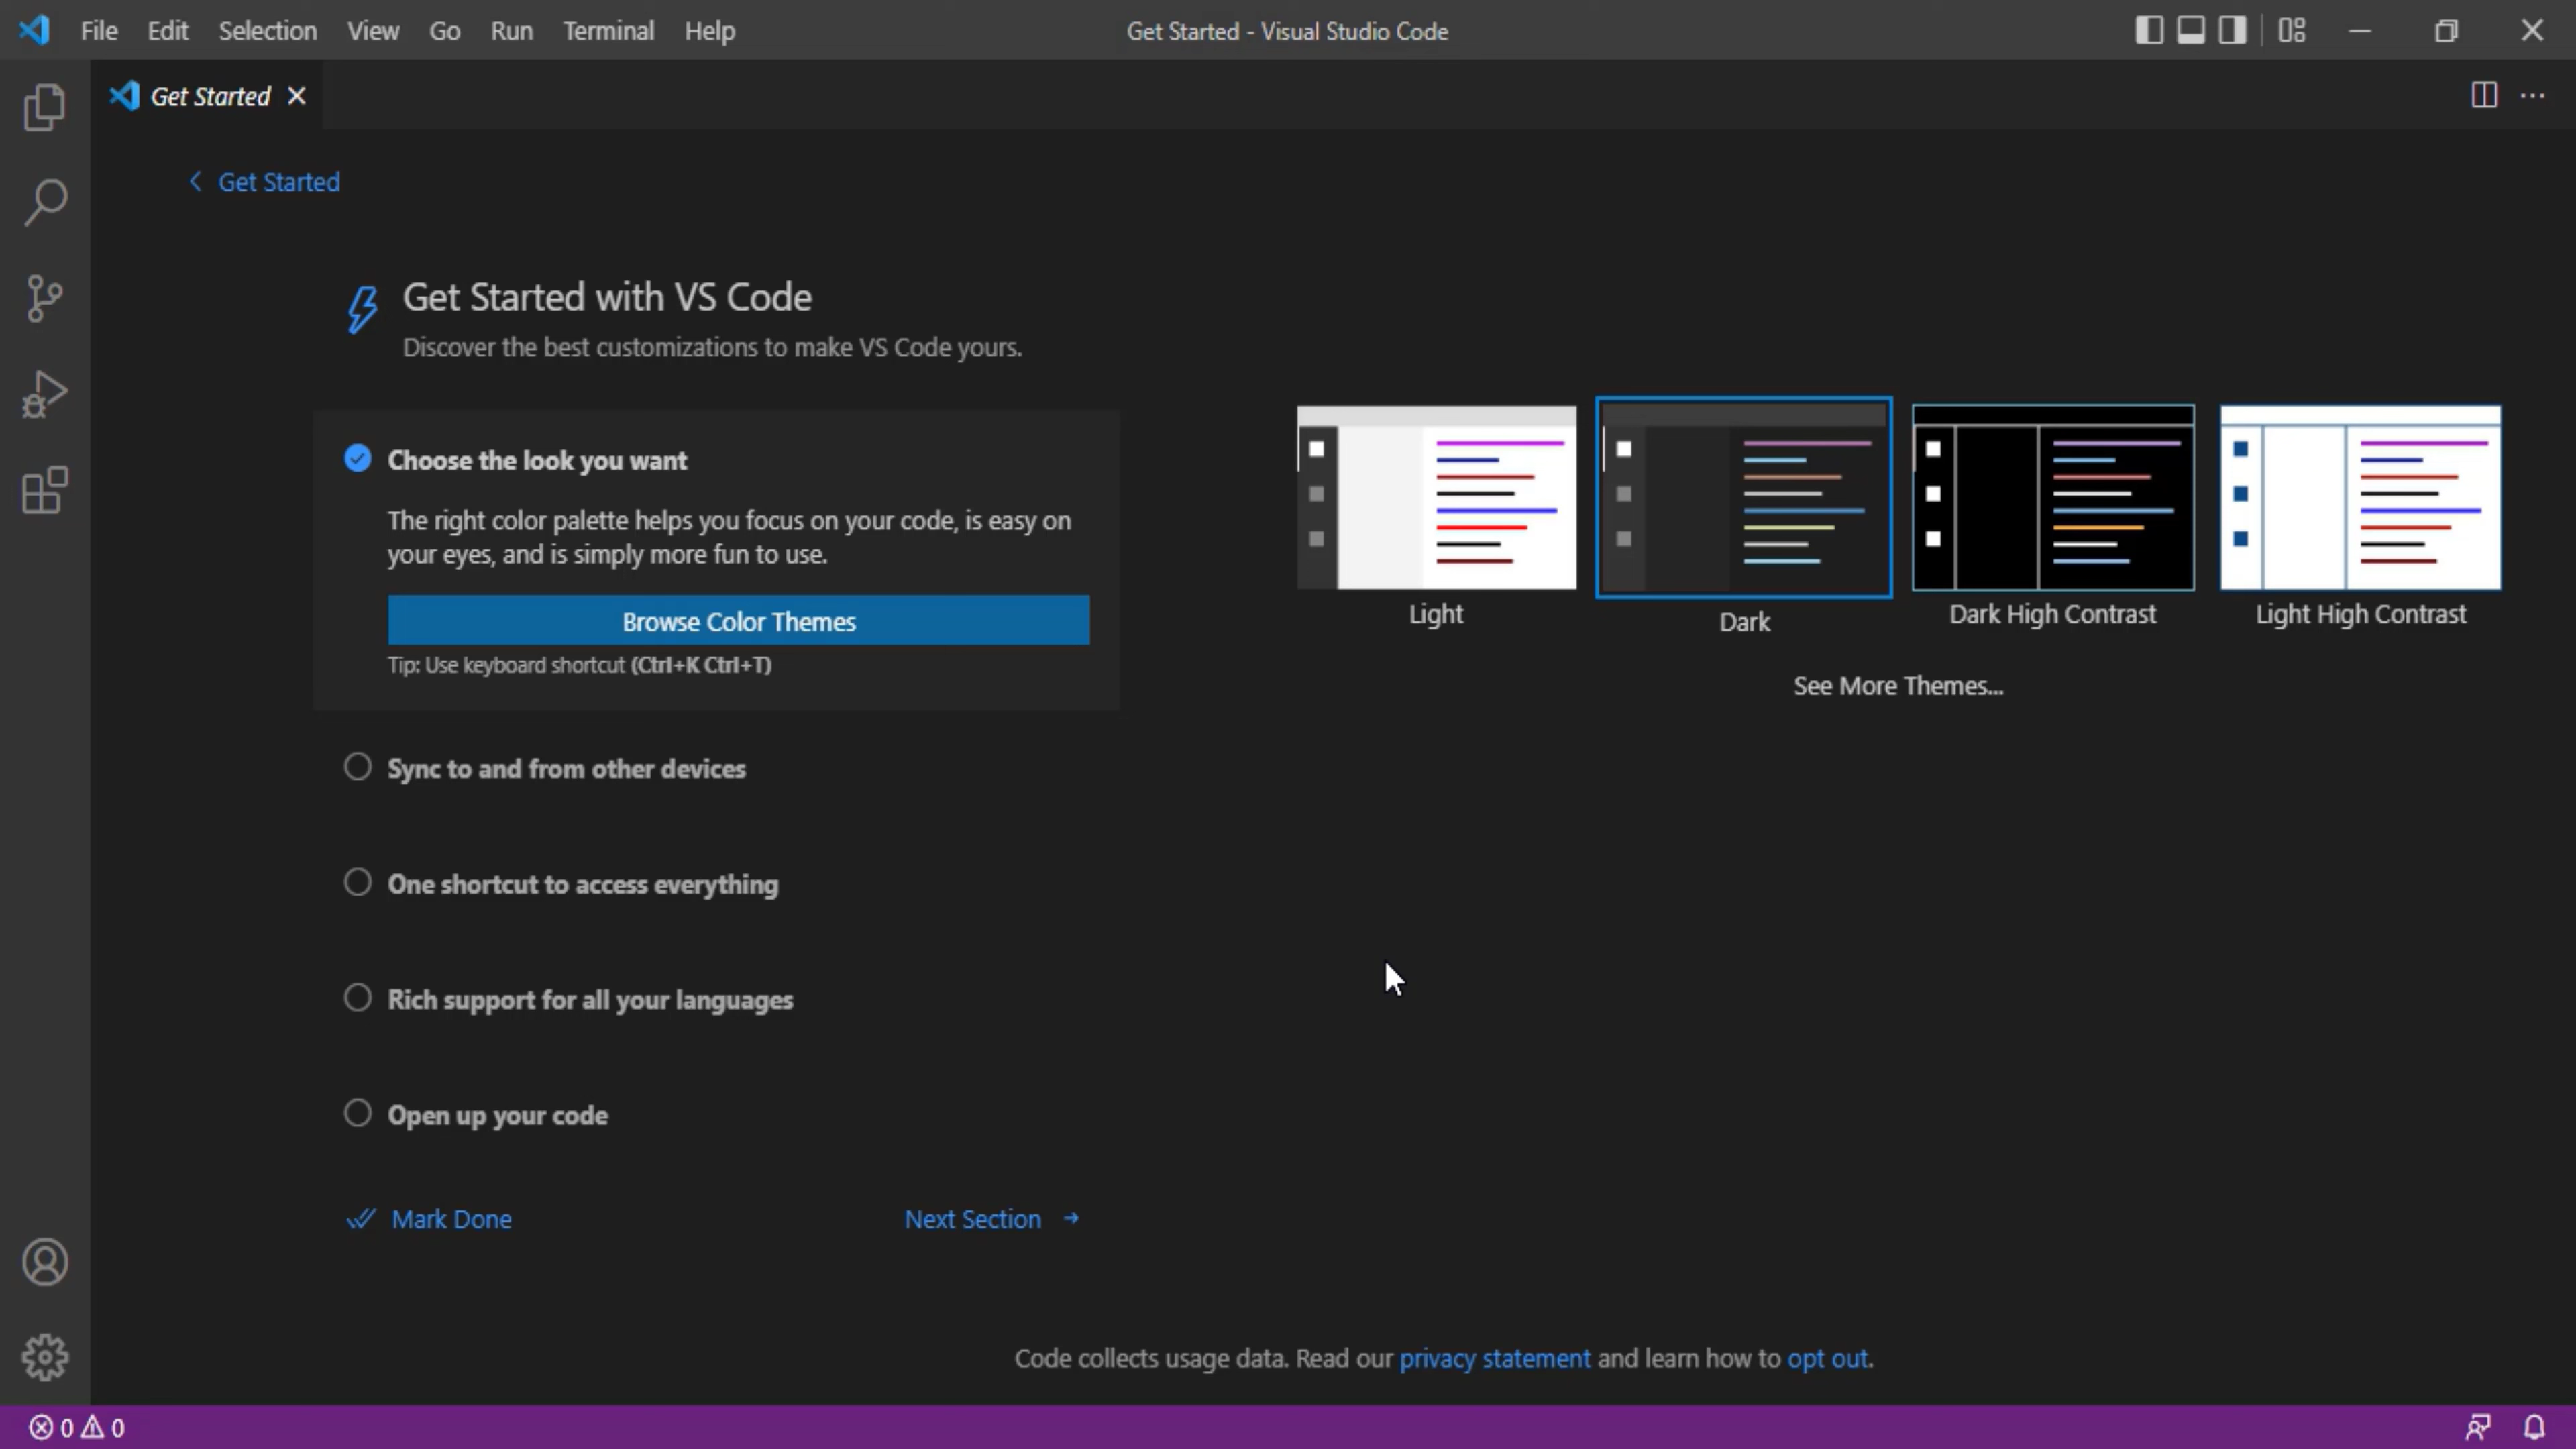 File Edit Selection View Go Run Terminal Help
Get Started - Visual Studio Code
Get Started
Get Started
Get Started with VS Code
Discover the best customizations to make VS Code yours.
Choose the look you want
The right color palette helps you focus on your code, is easy on
your eyes, and is simply more fun to use.
Browse Color Themes
Tip: Use keyboard shortcut (Ctrl+K Ctrl+T)
Light
Dark
Dark High Contrast
Light High Contrast
See More Themes...
Sync to and from other devices
One shortcut to access everything
Rich support for all your languages
Open up your code
Mark Done
Next Section
Code collects usage data. Read our privacy statement and learn how to opt out.
0 0